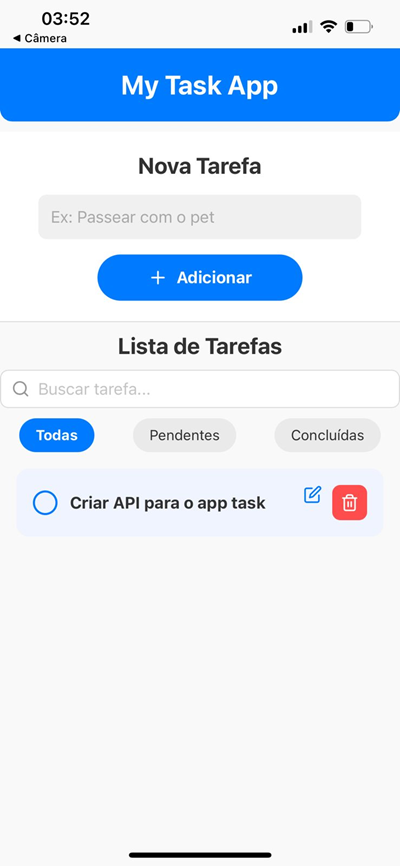 03:52
◀ Câmera
My Task App
Nova Tarefa
Ex: Passear com o pet
+ Adicionar
Lista de Tarefas
Buscar tarefa...
Todas Pendentes Concluídas
Criar API para o app task